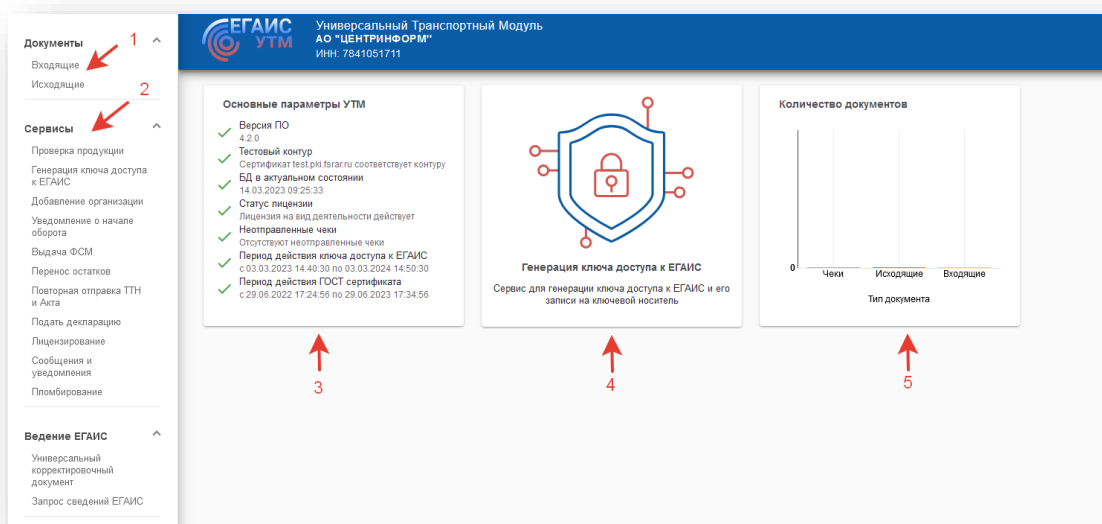 Документы
1
Входящие
Исходящие
2
Сервисы
Проверка продукции
Генерация ключа доступа
к ЕГАИС
Добавление организации
Уведомление о начале
оборота
Выдача ФСМ
Перенос остатков
Повторная отправка ТТН
и Акта
Подать декларацию
Лицензирование
Сообщения и
уведомления
Пломбирование
Ведение ЕГАИС
Универсальный
корректировочный
документ
Запрос сведений ЕГАИС
ЕГАИС
УТМ
Универсальный Транспортный Модуль
АО "ЦЕНТРИНФОРМ"
ИНН: 7841051711
Основные параметры УТМ
Версия ПО
4.2.0
Тестовый контур
Сертификат test.pki.fsrar.ru соответствует контуру
БД в актуальном состоянии
14.03.2023 09:25:33
Статус лицензии
Лицензия на вид деятельности действует
Неотправленные чеки
Отсутствуют неотправленные чеки
Период действия ключа доступа к ЕГАИС
с 03.03.2023 14:40:30 по 03.03.2024 14:50:30
Период действия ГОСТ сертификата
с 29.06.2022 17:24:56 по 29.06.2023 17:34:56
3
Генерация ключа доступа к ЕГАИС
Сервис для генерации ключа доступа к ЕГАИС и его
записи на ключевой носитель
4
Количество документов
0
Чеки Исходящие Входящие
Тип документа
5